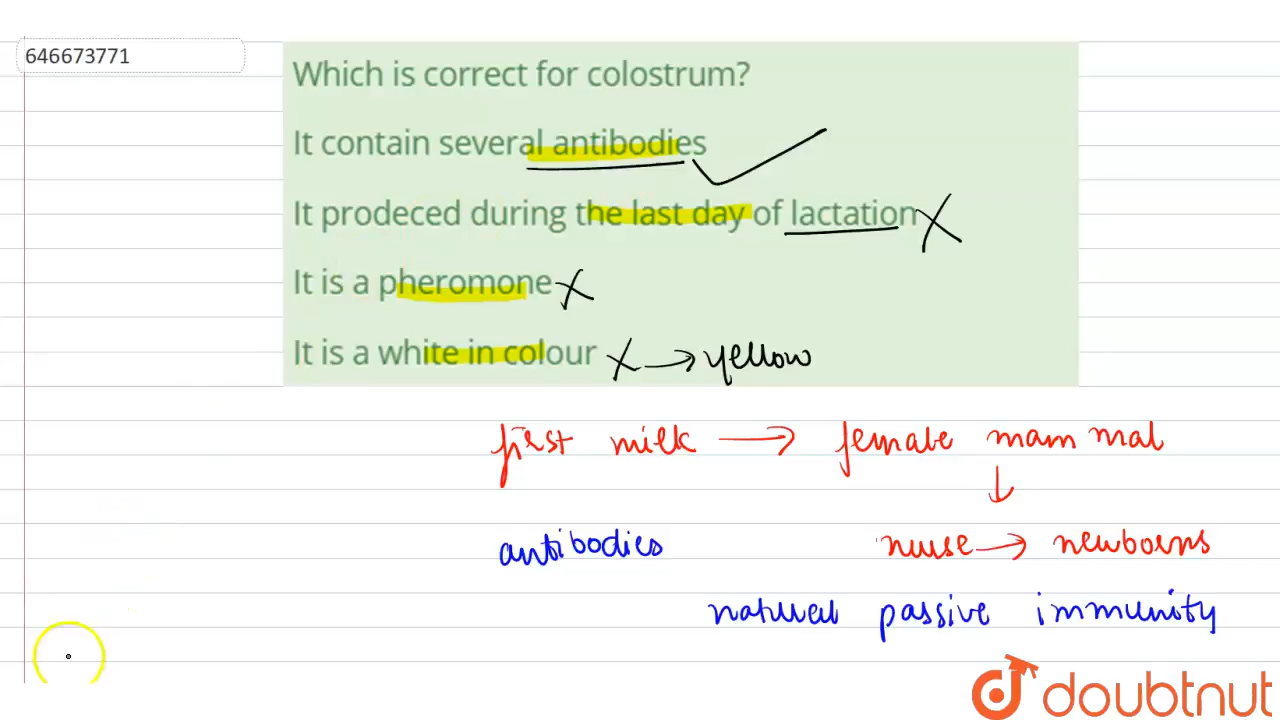 646673771
Which is correct for colostrum?
It contain several antibodies
It prodeced during the last day of lactation
It is a pheromone
It is a white in colour → yellow
first milk → female mammal
antibodies nurse → newborns
natural passive immunity
doubtnut